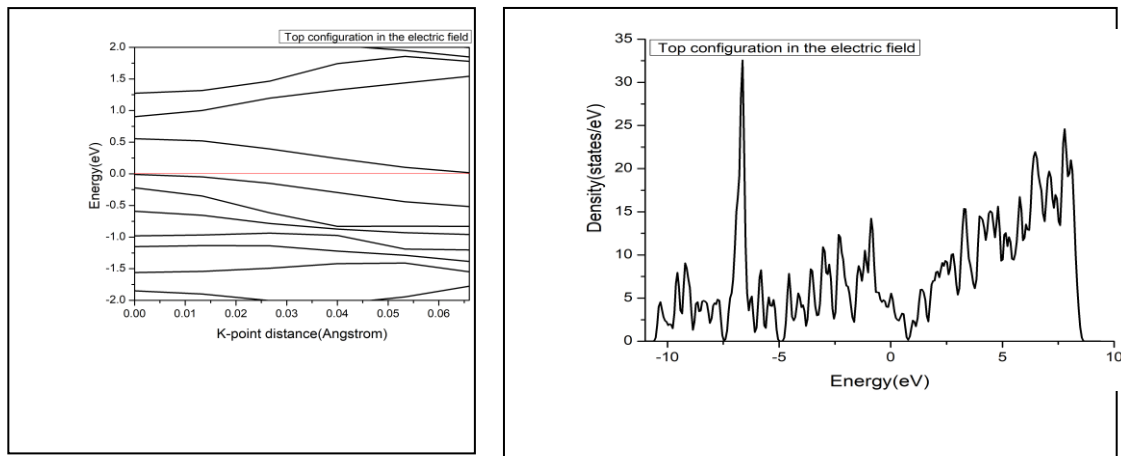 Top configuration in the electric field
2.0
1.5
1.0
0.5
0.0
-0.5
-1.0
-1.5
-2.0
Energy(eV)
0.00 0.01 0.02 0.03 0.04 0.05 0.06
K-point distance(Angstrom)
Top configuration in the electric field
35
30
25
20
15
10
5
0
Density(states/eV)
-10 -5 0 5 10
Energy(eV)